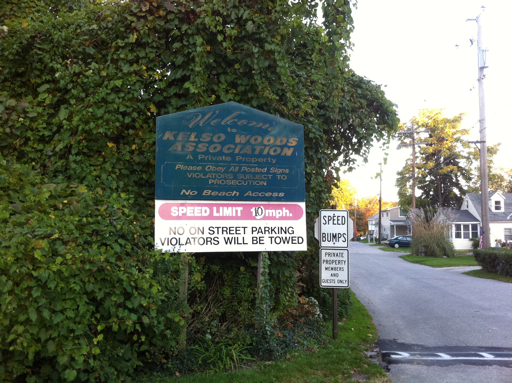 Welcome
to
KELSO WOODS
ASSOCIATION
A Private Property
Please Obey All Posted Signs
VIOLATORS SUBJECT TO
PROSECUTION
No Beach Access
SPEED LIMIT 10 mph.
NO ON STREET PARKING
VIOLATORS WILL BE TOWED
SPEED
BUMPS
PRIVATE
PROPERTY
MEMBERS
AND
GUESTS ONLY